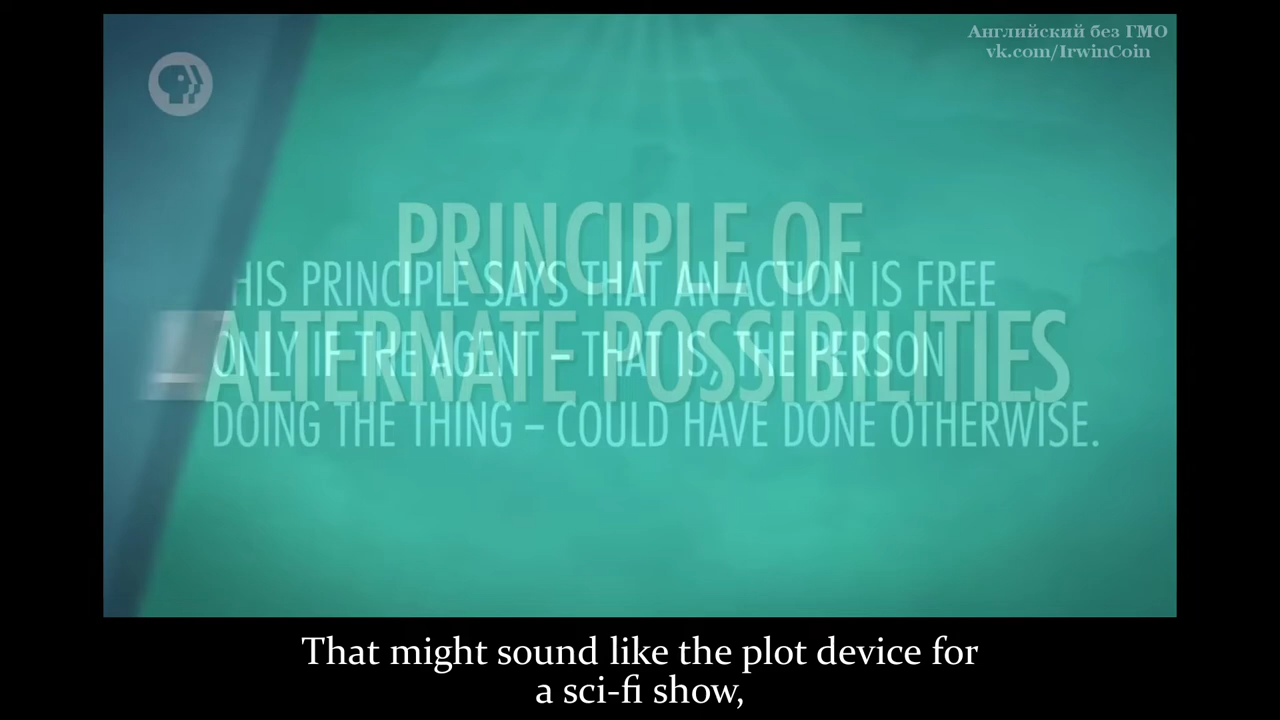 Английский без ГМО
vk.com/IrwinCoin
PRINCIPLE OF
ALTERNATE POSSIBILITIES
HIS PRINCIPLE SAYS THAT AN ACTION IS FREE
ONLY IF THE AGENT – THAT IS, THE PERSON
DOING THE THING – COULD HAVE DONE OTHERWISE.
That might sound like the plot device for
a sci-fi show,